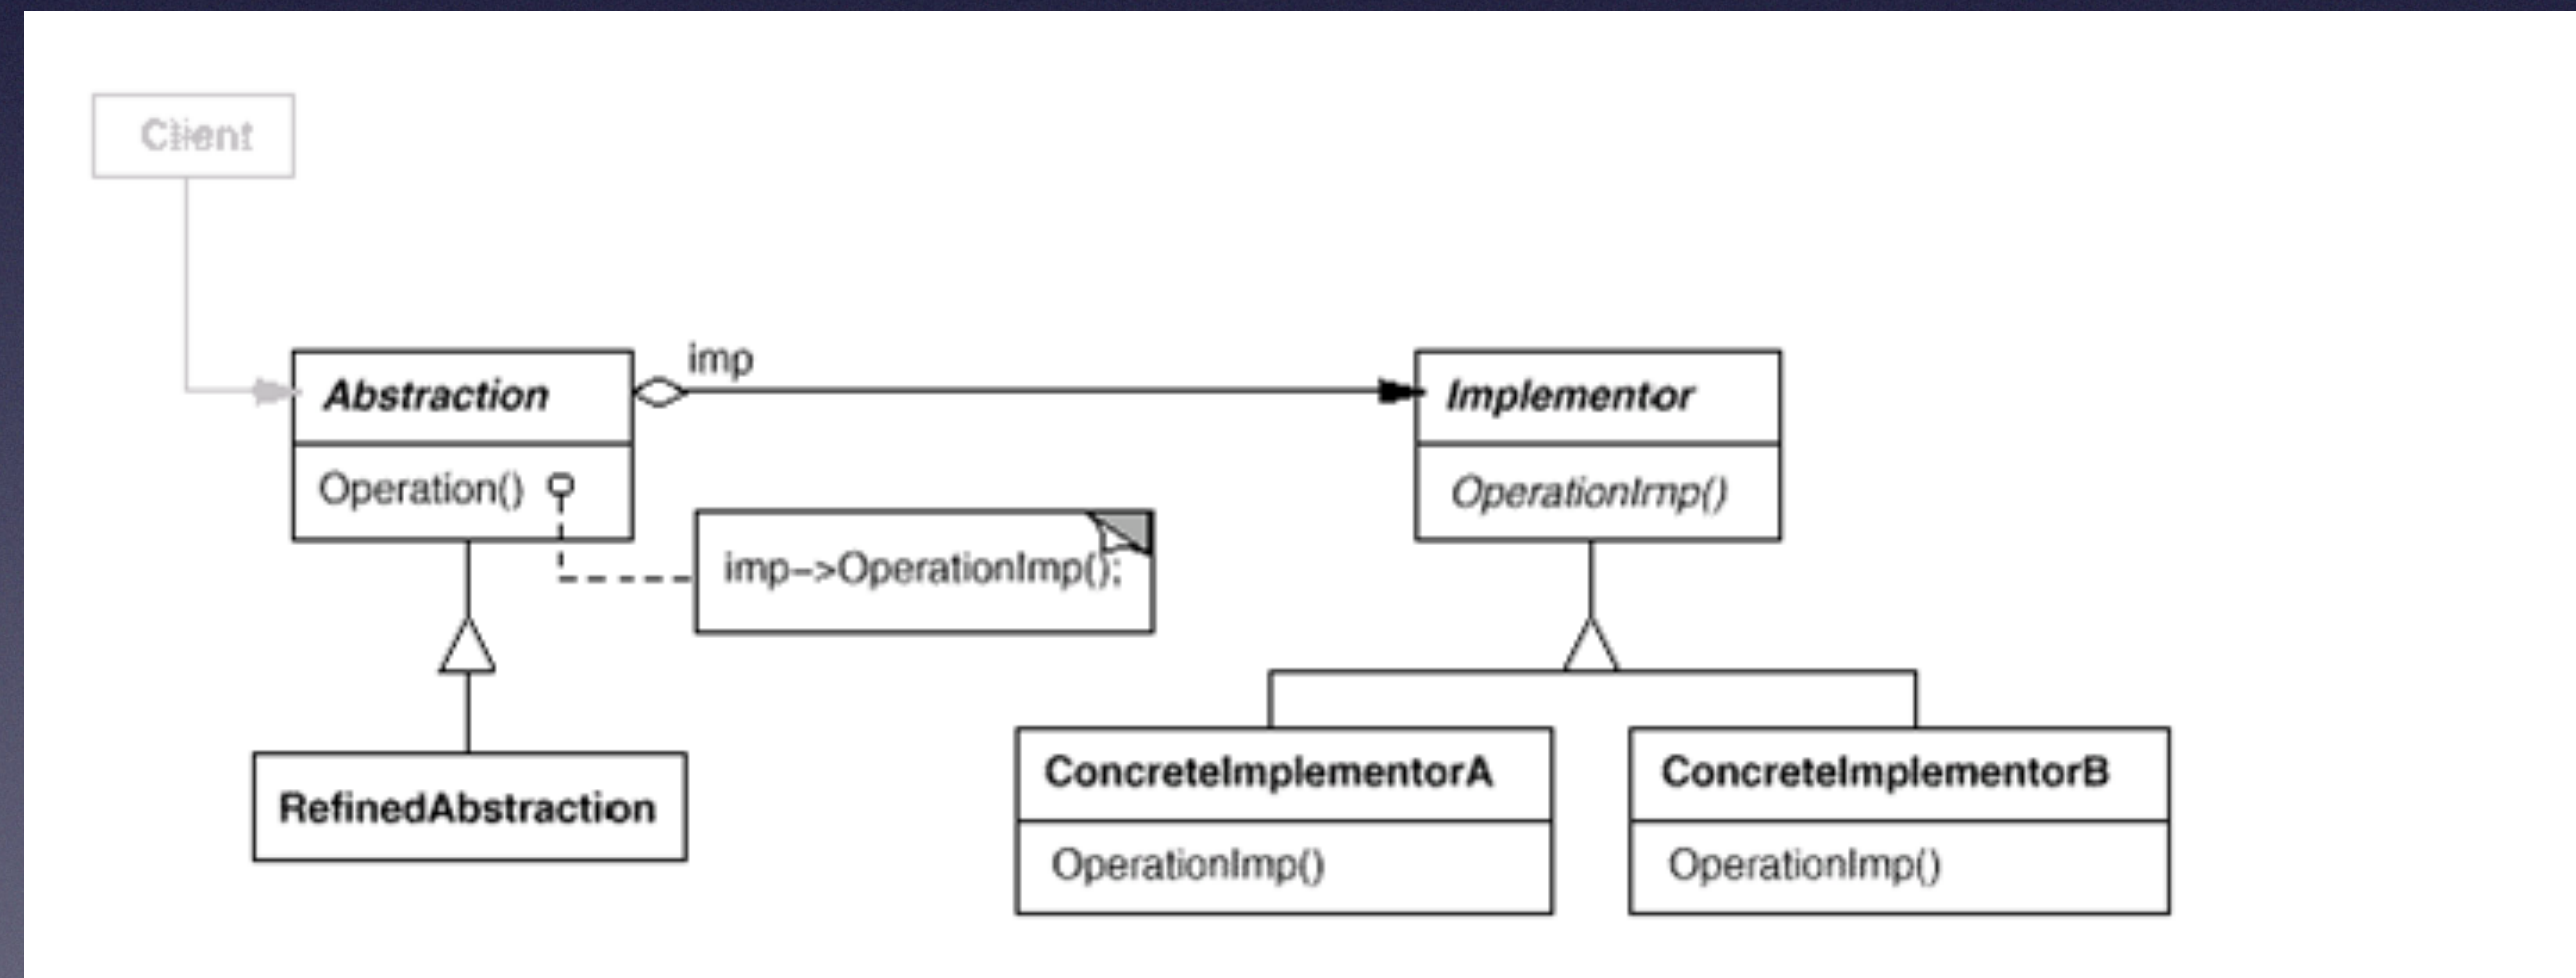 Client
Abstraction
imp
Implementor
Operation()
OperationImp()
imp–>OperationImp();
RefinedAbstraction
ConcreteImplementorA
ConcreteImplementorB
OperationImp()
OperationImp()